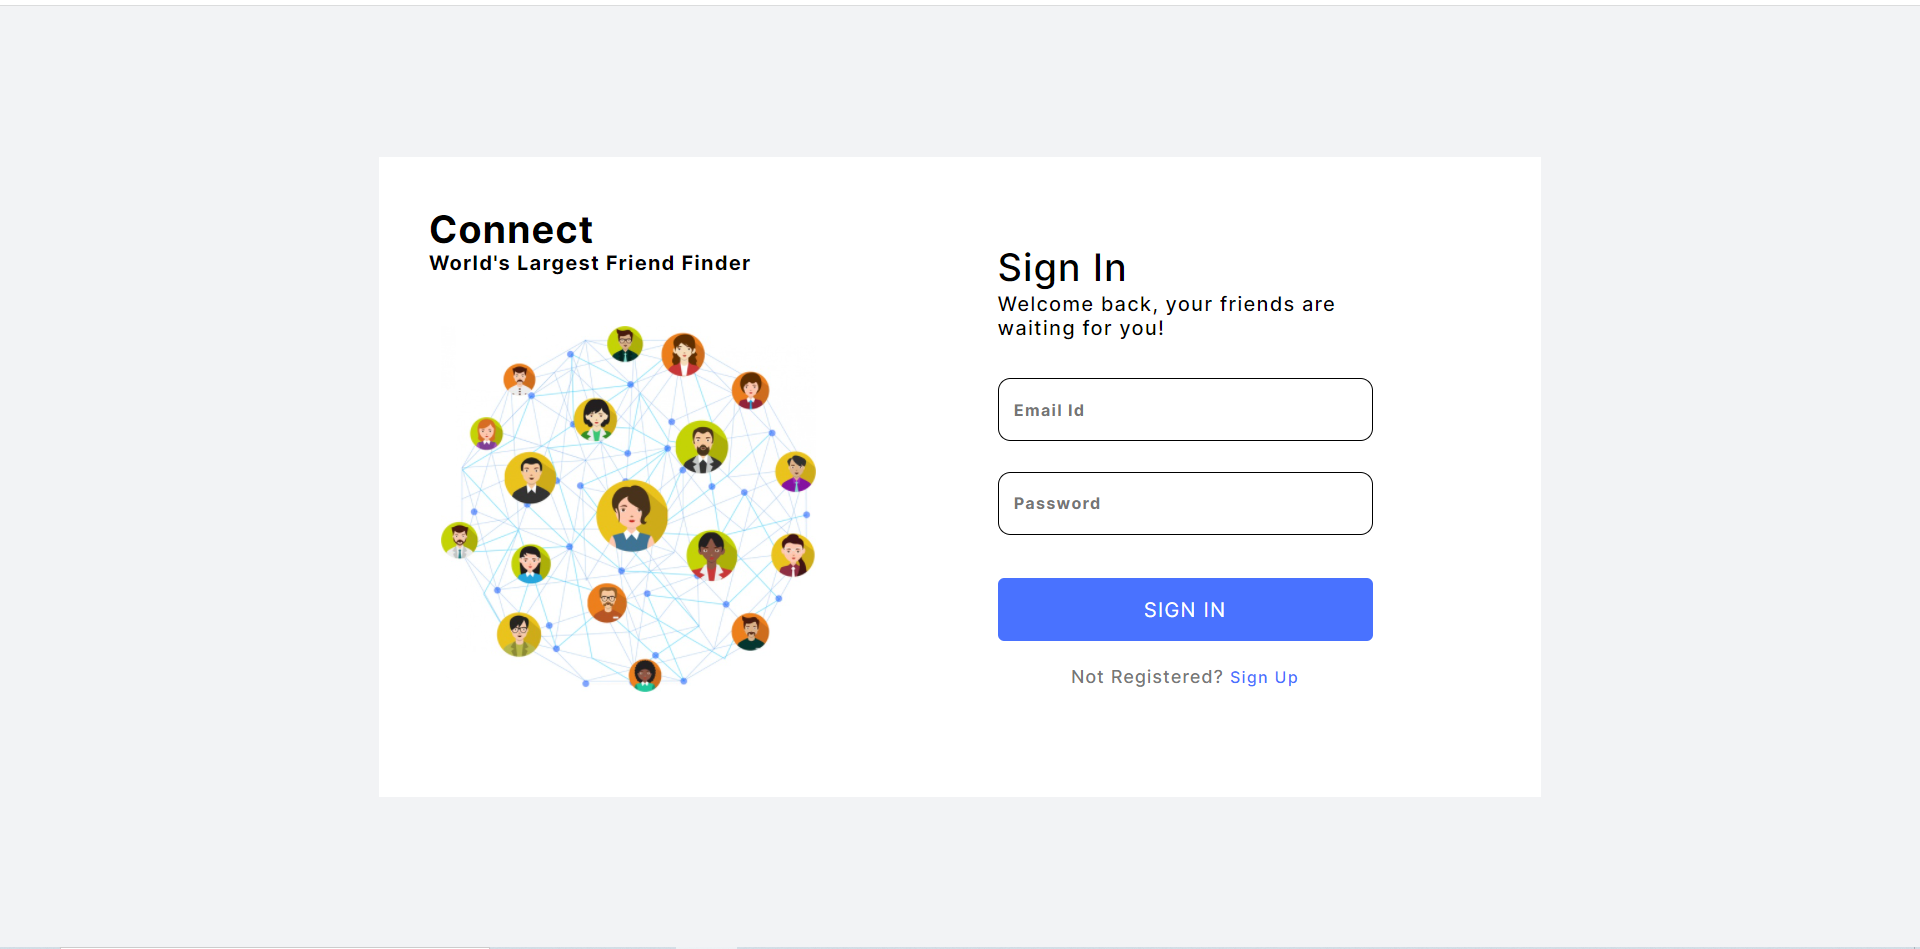 Connect
World's Largest Friend Finder
Sign In
Welcome back, your friends are
waiting for you!
Email Id
Password
SIGN IN
Not Registered? Sign Up